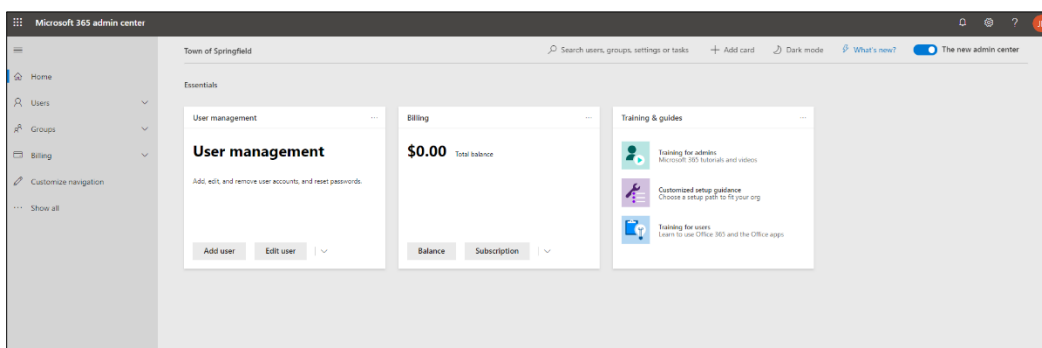 Microsoft 365 admin center
?
Town of Springfield
Search users, groups, settings or tasks
Add card
Dark mode
What's new?
The new admin center
Home
Users
Groups
Billing
Customize navigation
Show all
Essentials
User management
User management
Add, edit, and remove user accounts, and reset passwords.
Add user
Edit user
Billing
$0.00 Total balance
Balance
Subscription
Training & guides
Training for admins
Microsoft 365 tutorials and videos
Customized setup guidance
Choose a setup path to fit your org
Training for users
Learn to use Office 365 and the Office apps